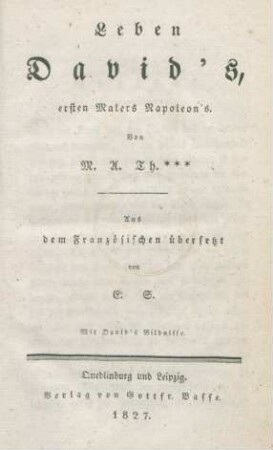 Leben
David's,
ersten Malers Napoleon's.
Von
M. A. Th. ***
Aus
dem Französischen übersetzt
von
E. S.
Mit David's Bildnisse.
Quedlinburg und Leipzig.
Verlag von Gottfr. Basse.
1827.